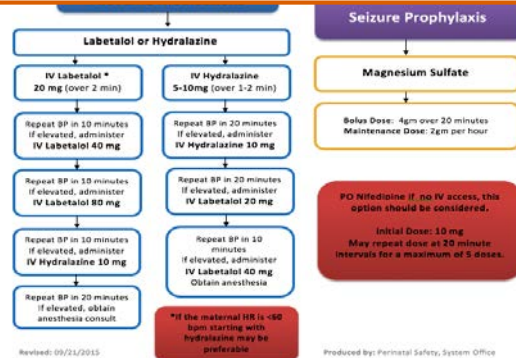 Labetalol or Hydralazine
IV Labetalol *
20 mg (over 2 min)
Repeat BP in 10 minutes
If elevated, administer
IV Labetalol 40 mg
Repeat BP in 10 minutes
If elevated, administer
IV Labetalol 80 mg
Repeat BP in 10 minutes
If elevated, administer
IV Hydralazine 10 mg
Repeat BP in 20 minutes
If elevated, obtain
anesthesia consult
IV Hydralazine
5-10mg (over 1-2 min)
Repeat BP in 20 minutes
If elevated, administer
IV Hydralazine 10 mg
Repeat BP in 20 minutes
If elevated, administer
IV Labetalol 20 mg
Repeat BP in 10
minutes
If elevated, administer
IV Labetalol 40 mg
Obtain anesthesia
*If the maternal HR is <60
bpm starting with
hydralazine may be
preferable
Seizure Prophylaxis
Magnesium Sulfate
Bolus Dose: 4gm over 20 minutes
Maintenance Dose: 2gm per hour
PO Nifedipine if no IV access, this
option should be considered.
Initial Dose: 10 mg
May repeat dose at 20 minute
intervals for a maximum of 5 doses.
Revised: 09/21/2015
Produced by: Perinatal Safety, System Office